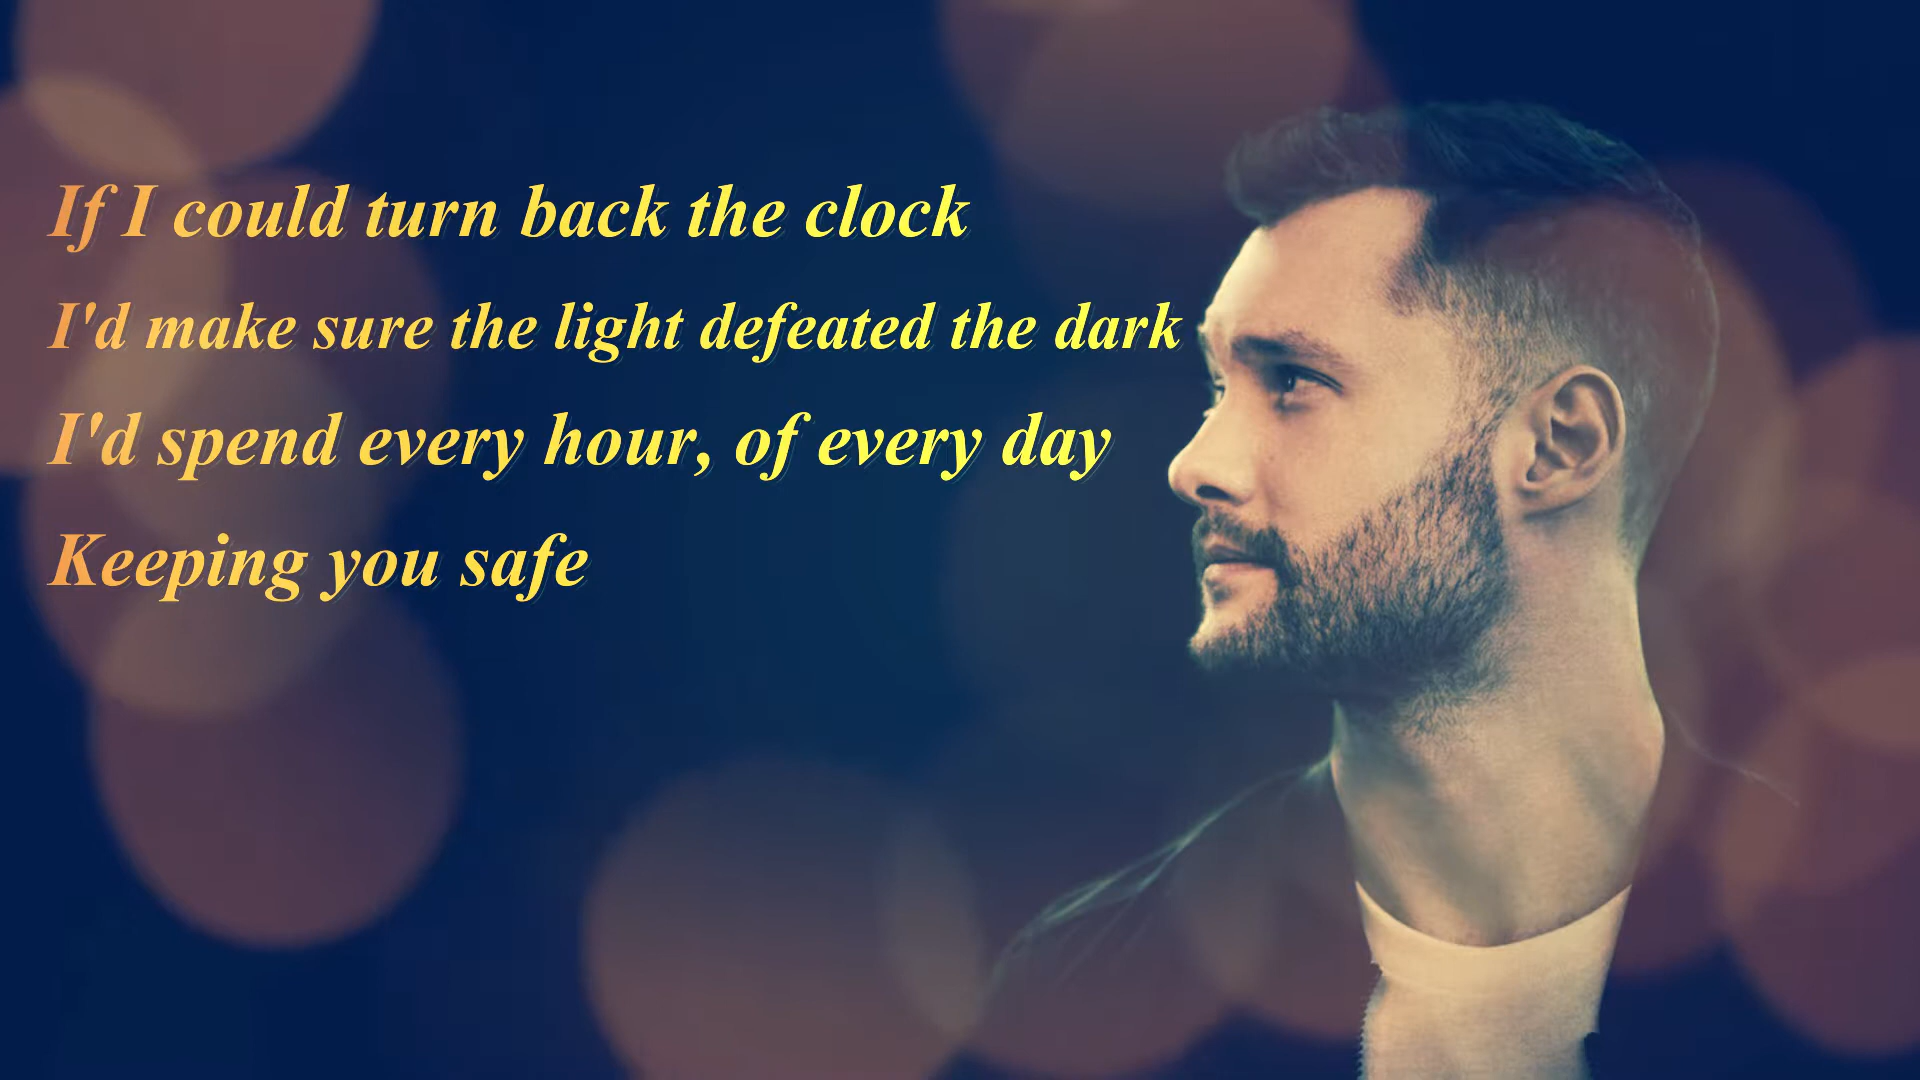 If I could turn back the clock
I'd make sure the light defeated the dark
I'd spend every hour, of every day
Keeping you safe